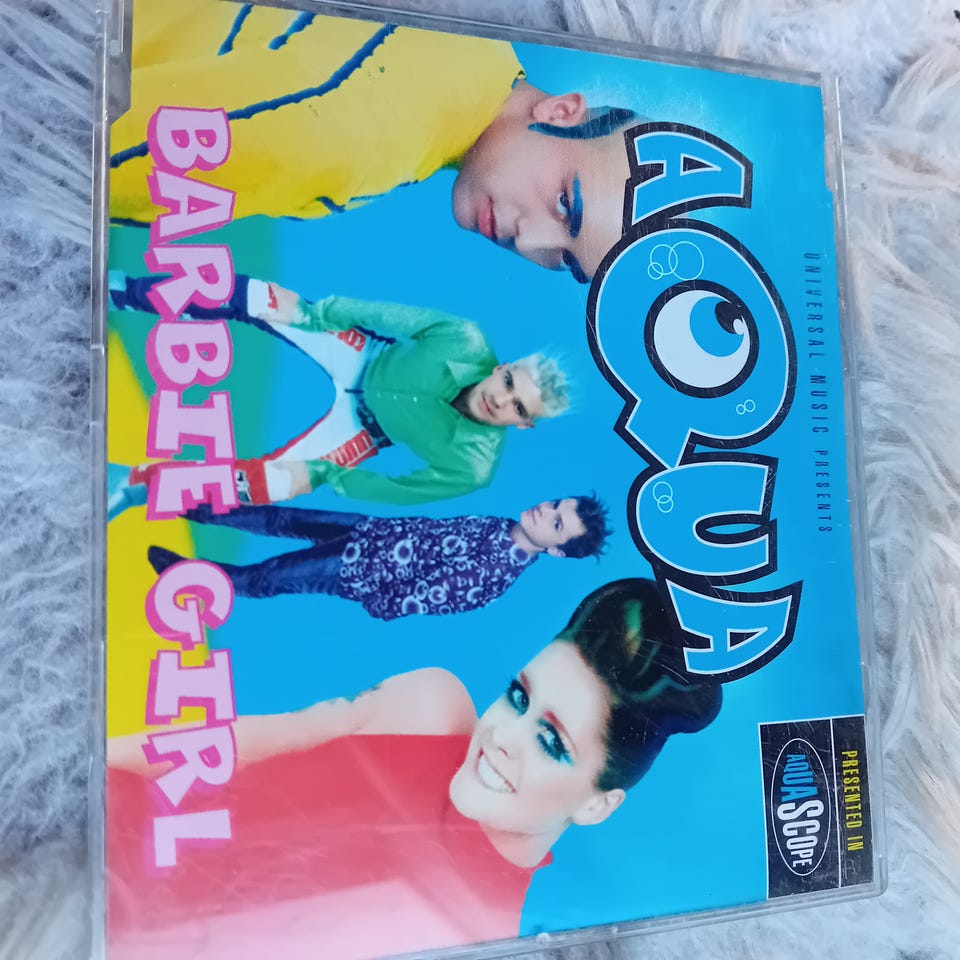 UNIVERSAL MUSIC PRESENTS
AQUA
PRESENTED IN
AQUASCOPE
BARBIE GIRL